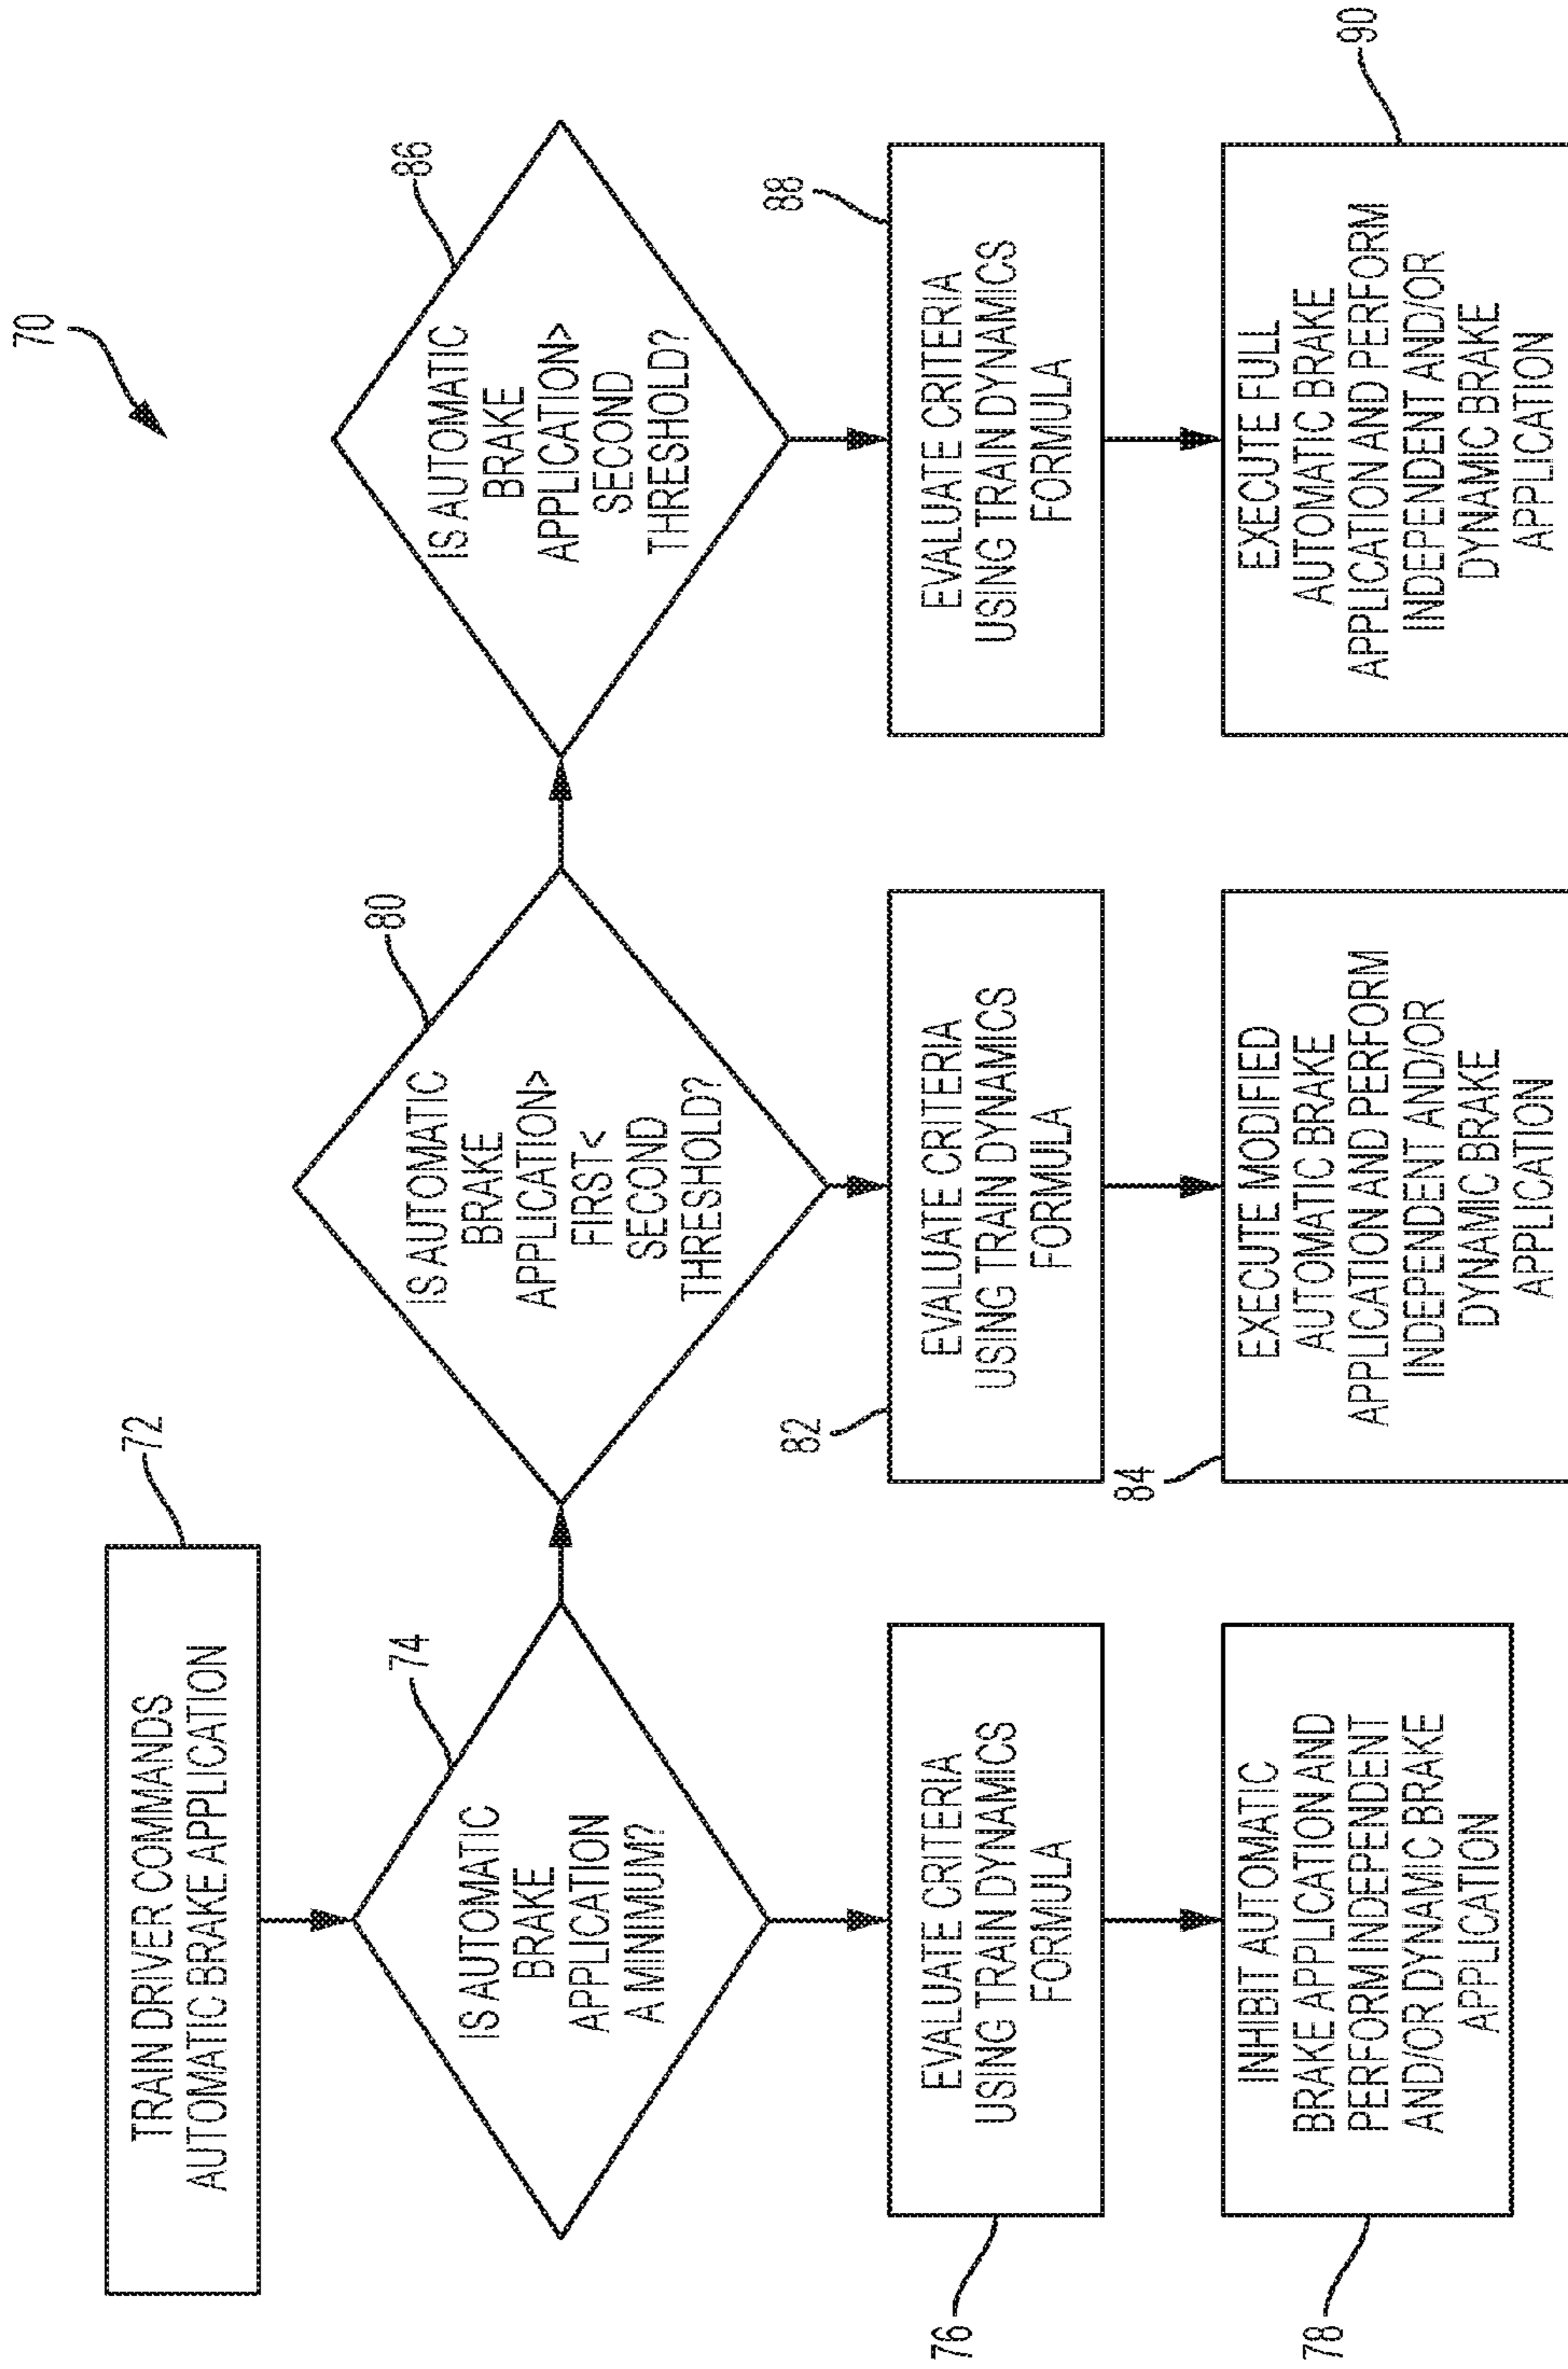 70
TRAIN DRIVER COMMANDS
AUTOMATIC BRAKE APPLICATION
72
IS AUTOMATIC
BRAKE
APPLICATION
A MINIMUM?
74
IS AUTOMATIC
BRAKE
APPLICATION>
FIRST<
SECOND
THRESHOLD?
80
IS AUTOMATIC
BRAKE
APPLICATION>
SECOND
THRESHOLD?
86
EVALUATE CRITERIA
USING TRAIN DYNAMICS
FORMULA
76
EVALUATE CRITERIA
USING TRAIN DYNAMICS
FORMULA
82
EVALUATE CRITERIA
USING TRAIN DYNAMICS
FORMULA
88
INHIBIT AUTOMATIC
BRAKE APPLICATION AND
PERFORM INDEPENDENT
AND/OR DYNAMIC BRAKE
APPLICATION
78
EXECUTE MODIFIED
AUTOMATIC BRAKE
APPLICATION AND PERFORM
INDEPENDENT AND/OR
DYNAMIC BRAKE
APPLICATION
84
EXECUTE FULL
AUTOMATIC BRAKE
APPLICATION AND PERFORM
INDEPENDENT AND/OR
DYNAMIC BRAKE
APPLICATION
90